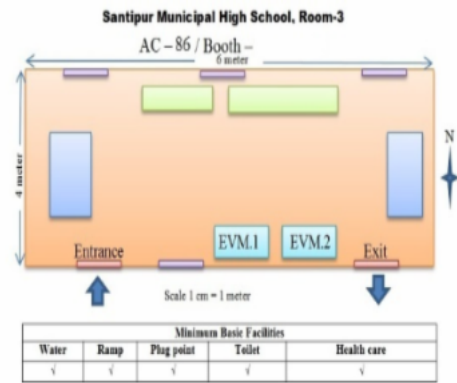 Santipur Municipal High School, Room-3
AC – 86 / Booth –
6 meter
4 meter
N
EVM.1 EVM.2
Entrance Exit
Scale 1 cm = 1 meter
Minimum Basic Facilities
Water Ramp Plug point Toilet Health care
√ √ √ √ √